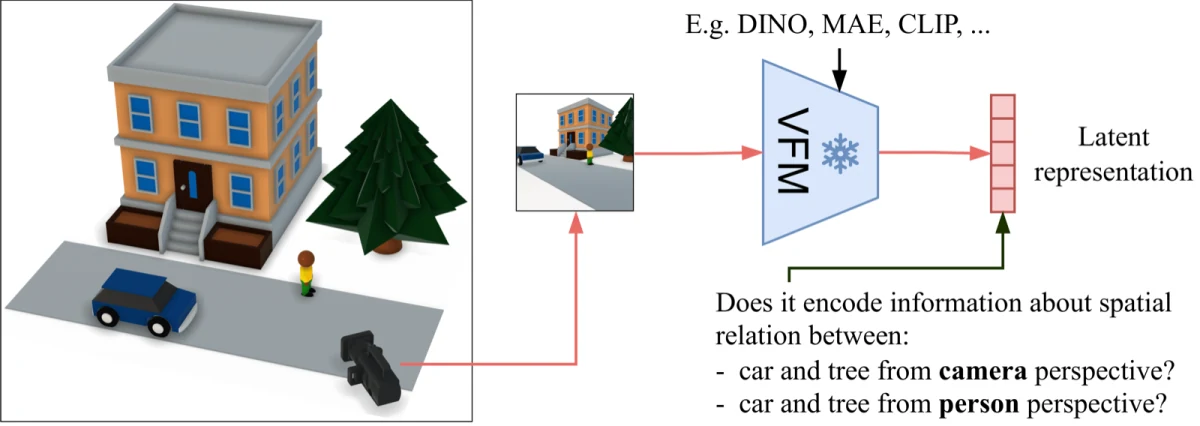 E.g. DINO, MAE, CLIP, ...
VFM
Latent
representation
Does it encode information about spatial
relation between:
- car and tree from camera perspective?
- car and tree from person perspective?